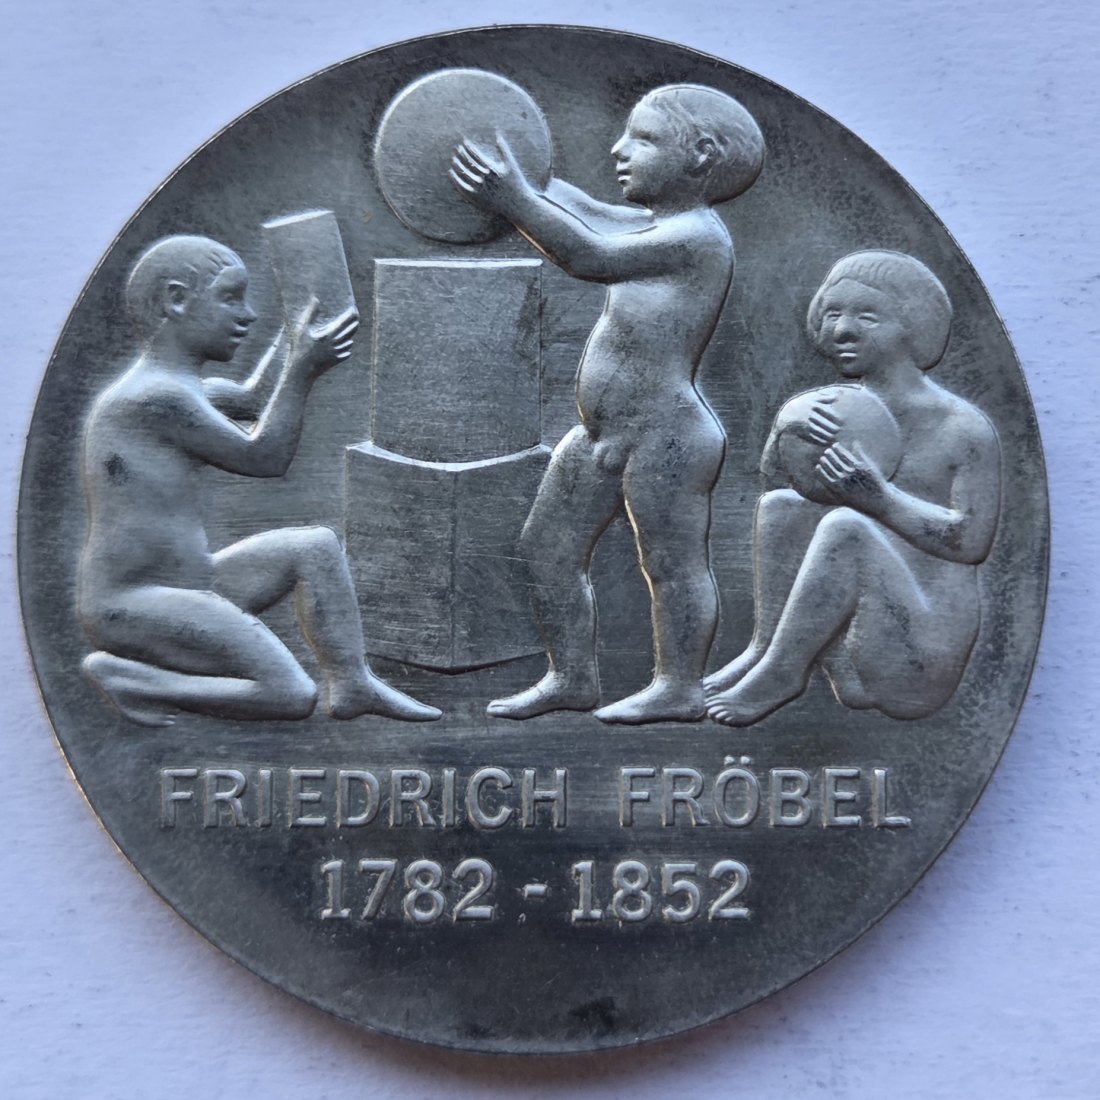 FRIEDRICH FRÖBEL
1782 - 1852